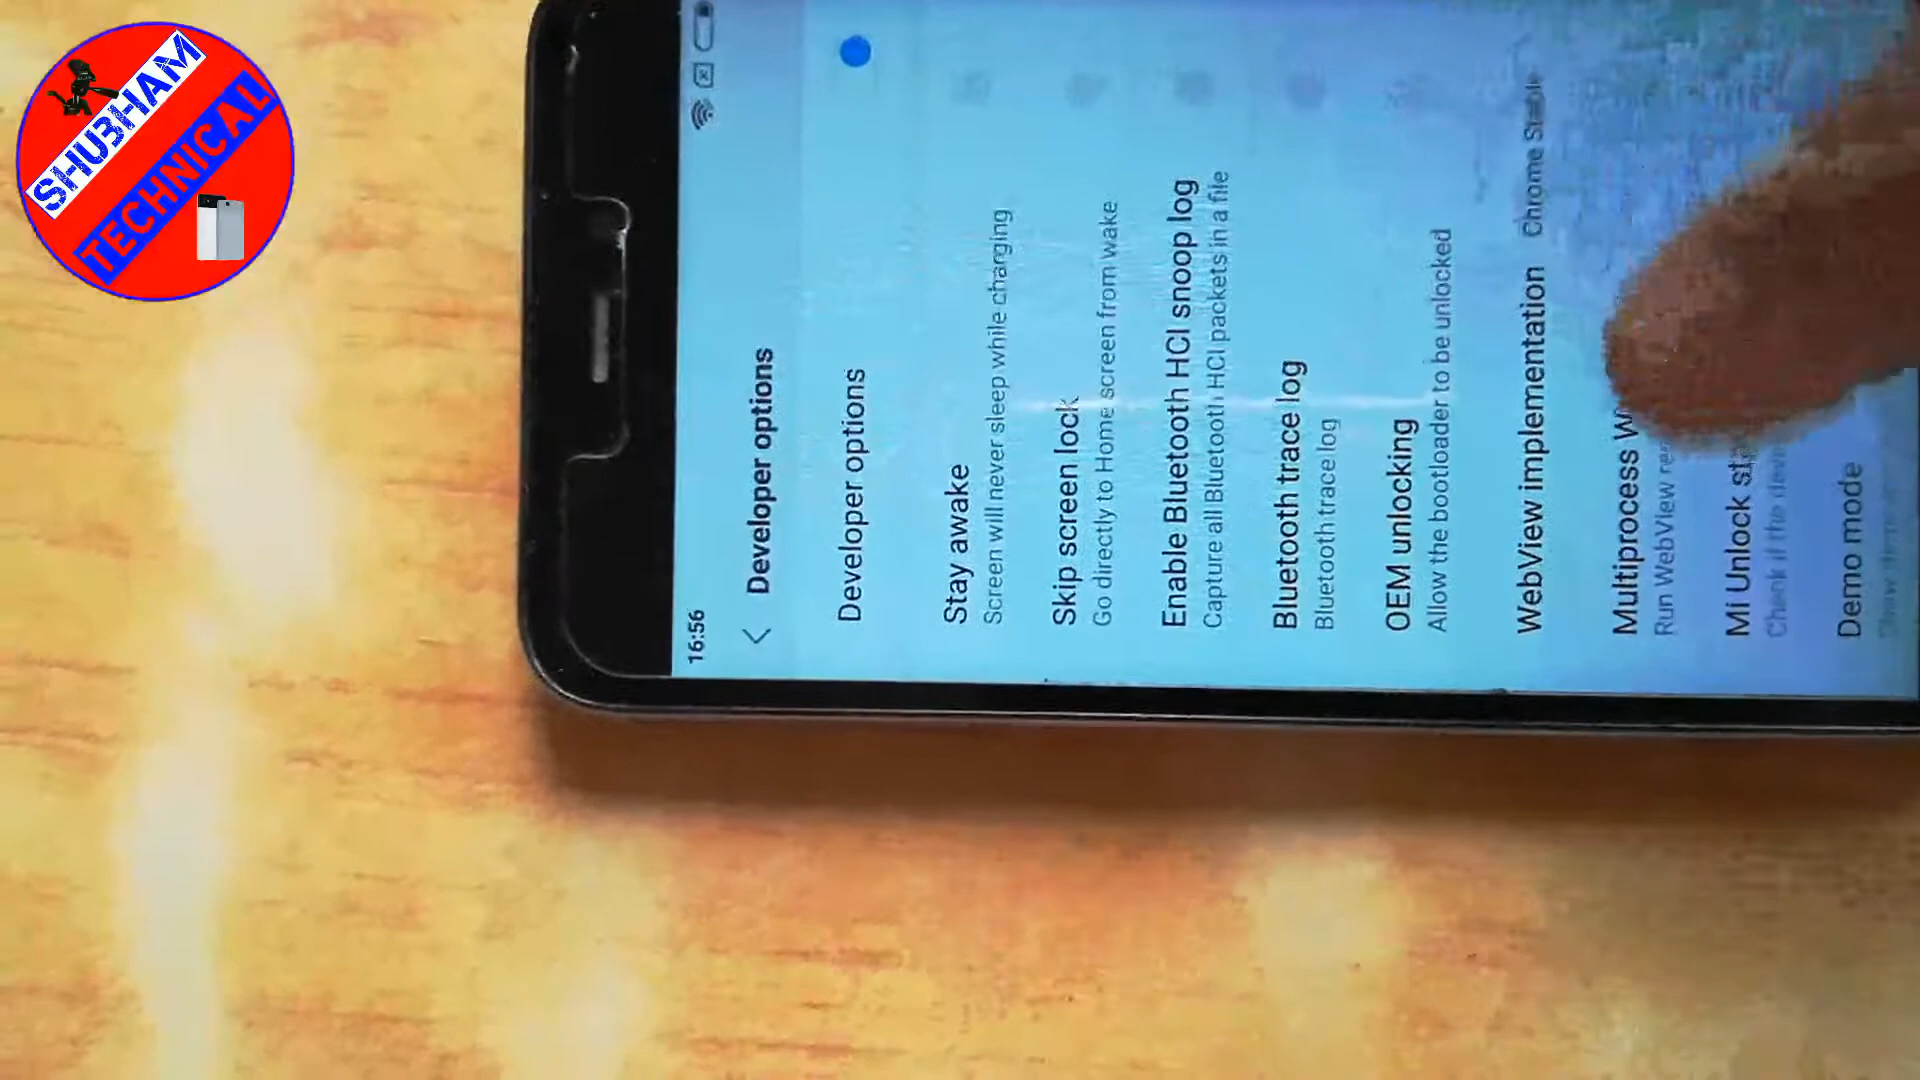 SHUBHAM
TECHNICAL
16:56
Developer options
Developer options
Stay awake
Screen will never sleep while charging
Skip screen lock
Go directly to Home screen from wake
Enable Bluetooth HCI snoop log
Capture all Bluetooth HCI packets in a file
Bluetooth trace log
Bluetooth trace log
OEM unlocking
Allow the bootloader to be unlocked
WebView implementation Chrome Stable
Multiprocess
Run WebView
Mi Unlock
Check if the
Demo mode